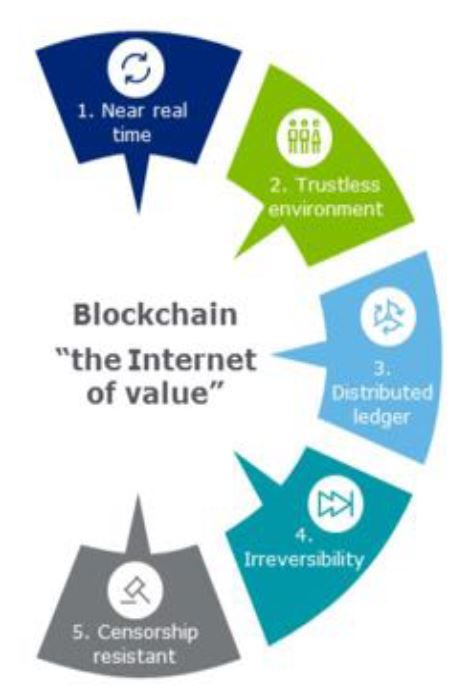 1. Near real
time
2. Trustless
environment
Blockchain
“the Internet
of value”
3.
Distributed
ledger
4.
Irreversibility
5. Censorship
resistant